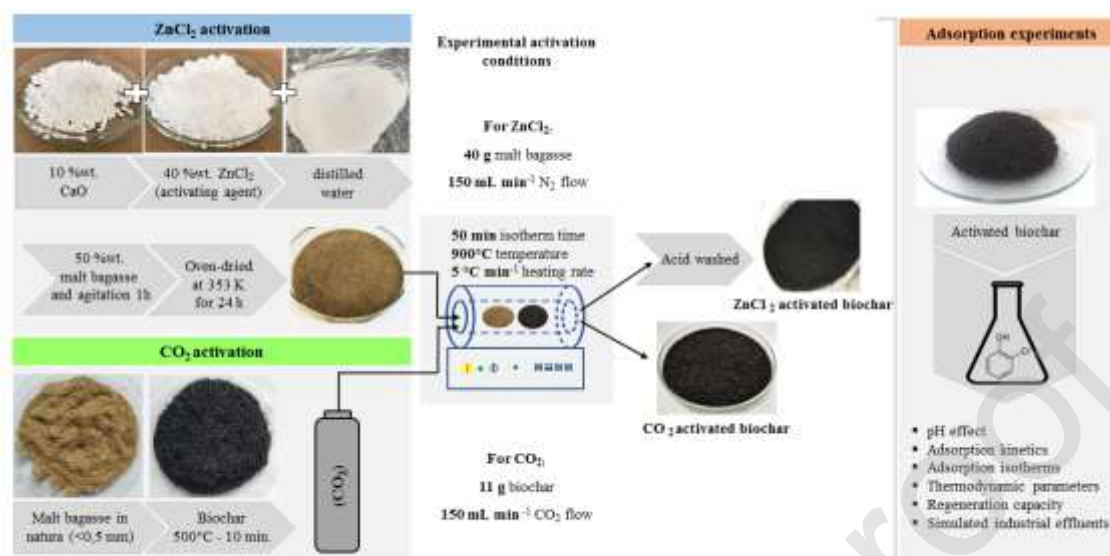 ZnCl₂ activation
10 %wt.
CaO
40 %wt. ZnCl₂
(activating agent)
distilled
water
50 %wt.
malt bagasse
and agitation 1h
Oven-dried
at 353 K
for 24 h
CO₂ activation
Malt bagasse in
natura (<0,5 mm)
Biochar
500°C - 10 min.
(CO₂)
Experimental activation
conditions
For ZnCl₂:
40 g malt bagasse
150 mL min⁻¹ N₂ flow
50 min isotherm time
900°C temperature
5 °C min⁻¹ heating rate
For CO₂:
11 g biochar
150 mL min⁻¹ CO₂ flow
Acid washed
ZnCl₂ activated biochar
CO₂ activated biochar
Adsorption experiments
Activated biochar
OH
Cl
▪ pH effect
▪ Adsorption kinetics
▪ Adsorption isotherms
▪ Thermodynamic parameters
▪ Regeneration capacity
▪ Simulated industrial effluents